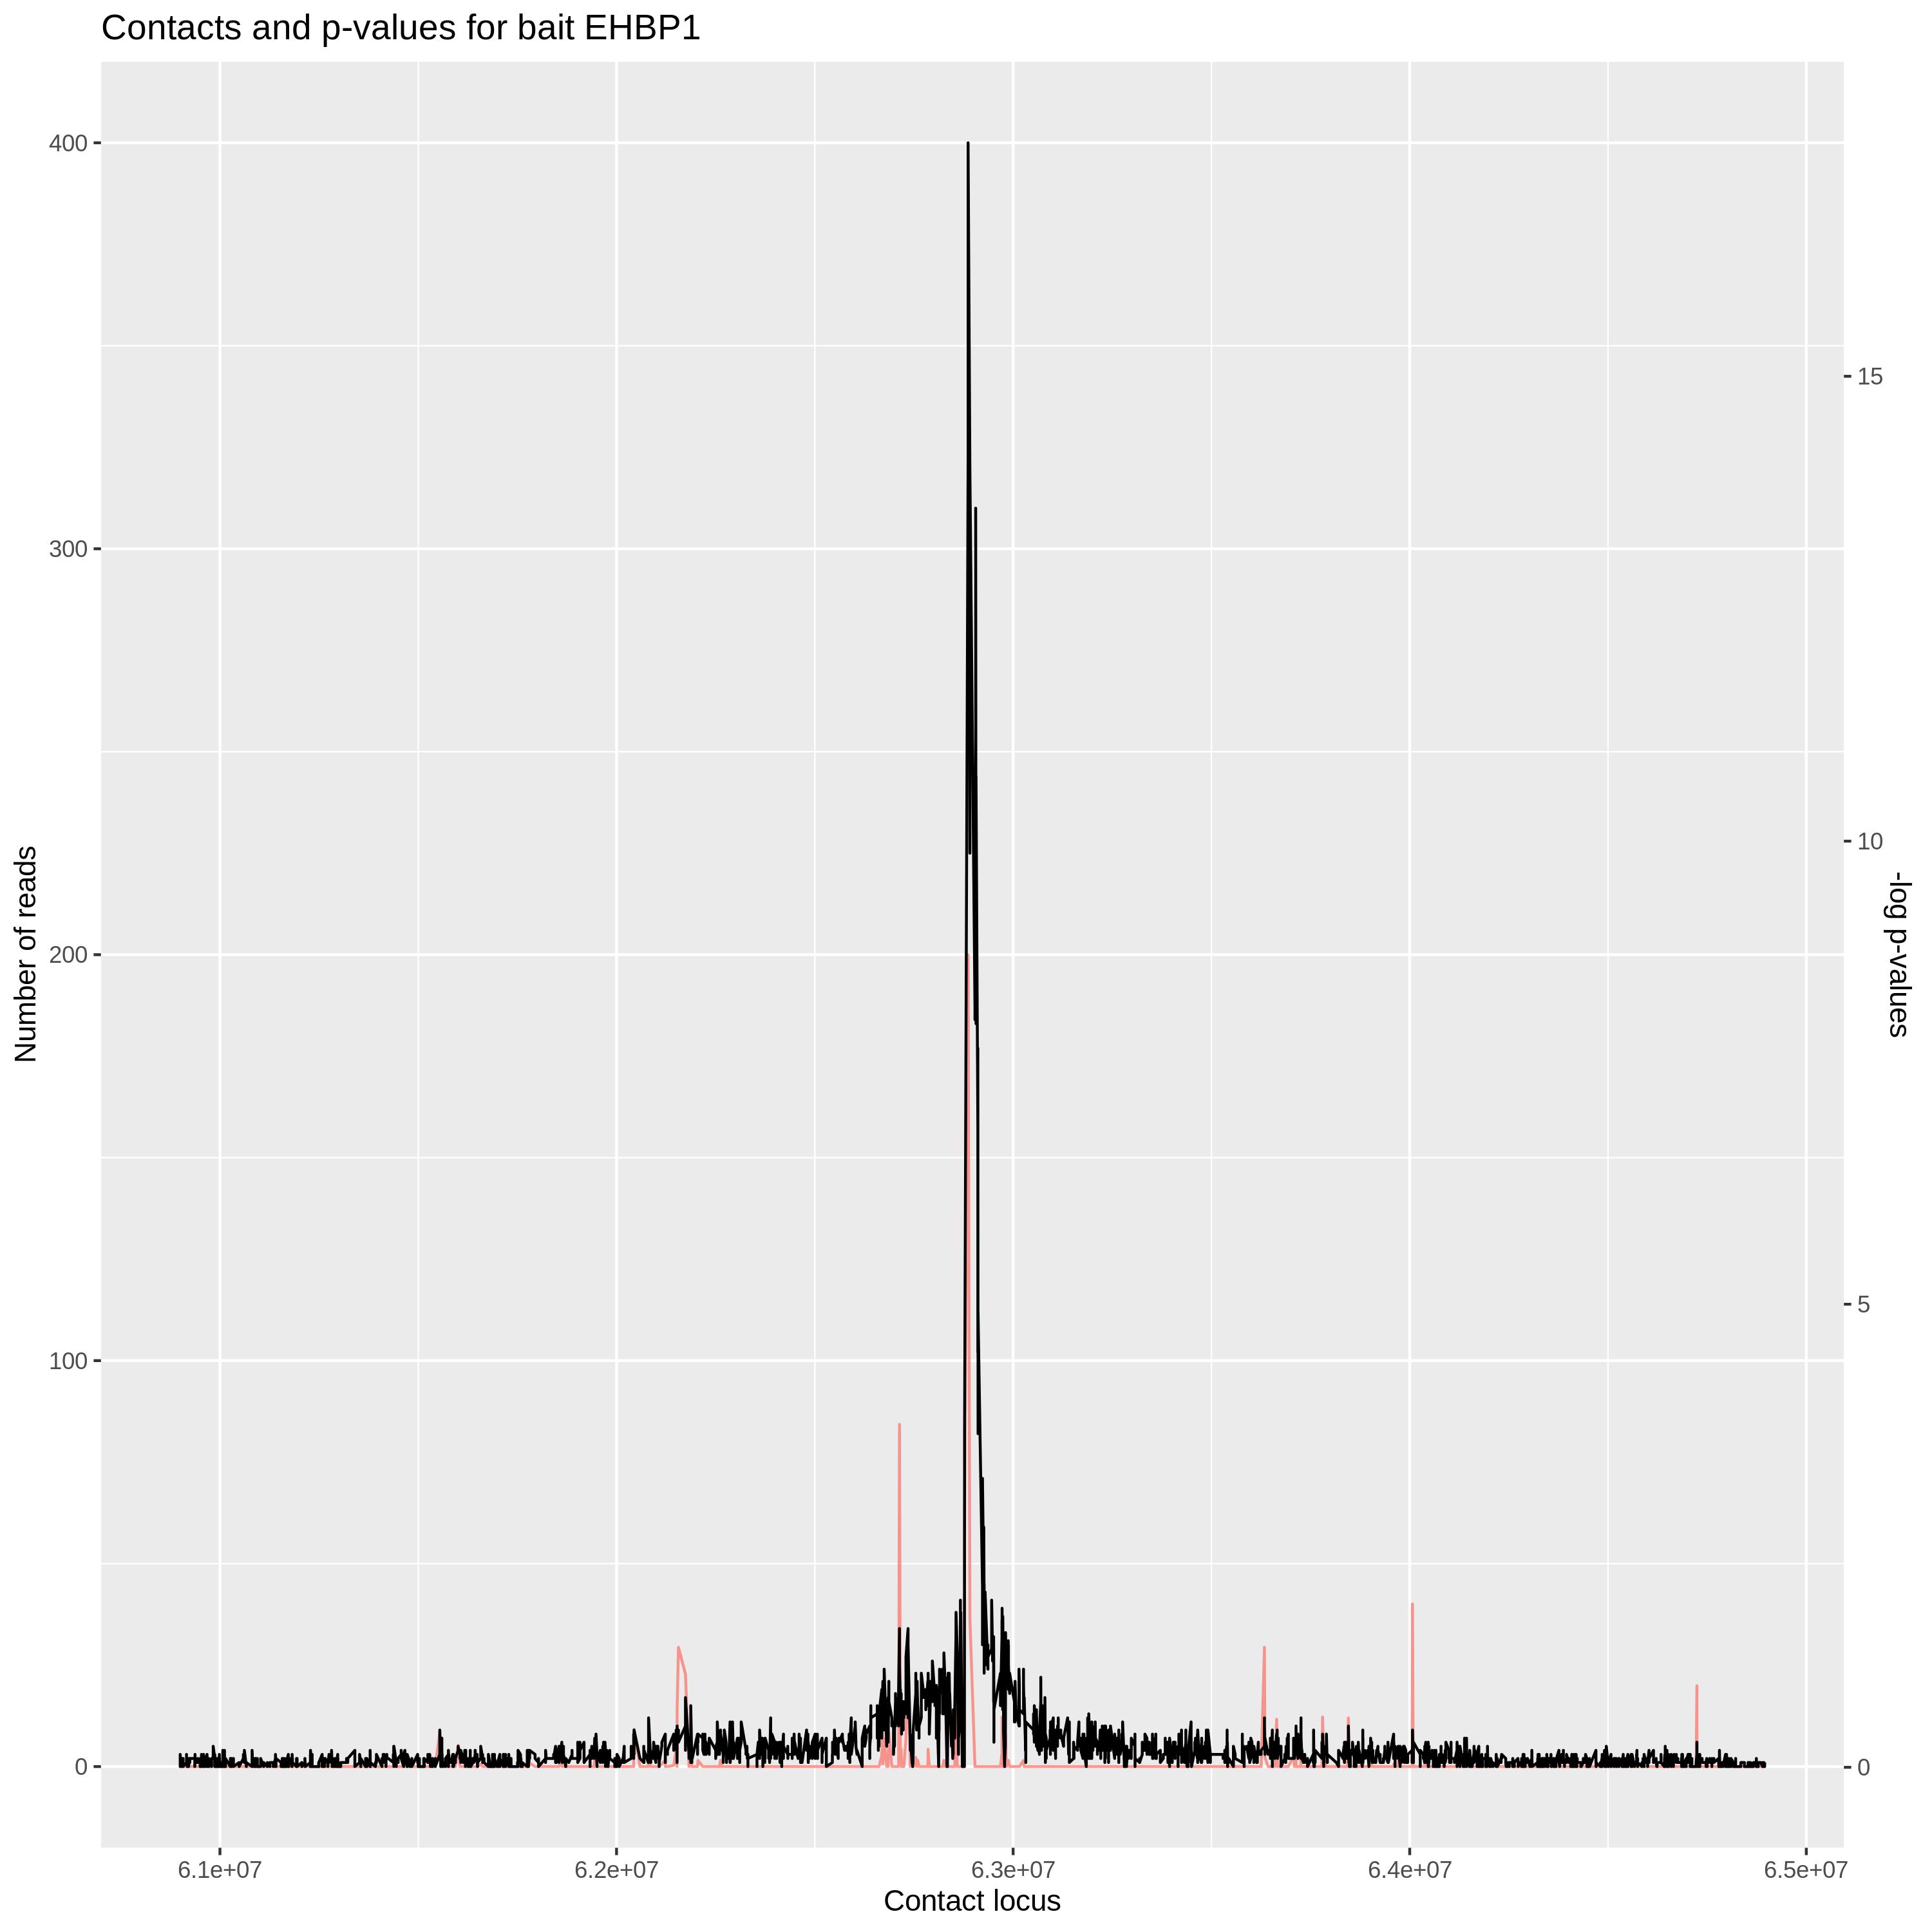 Contacts and p-values for bait EHBP1
400
300
200
100
0
Number of reads
15
10
5
0
-log p-values
6.1e+07
6.2e+07
6.3e+07
6.4e+07
6.5e+07
Contact locus